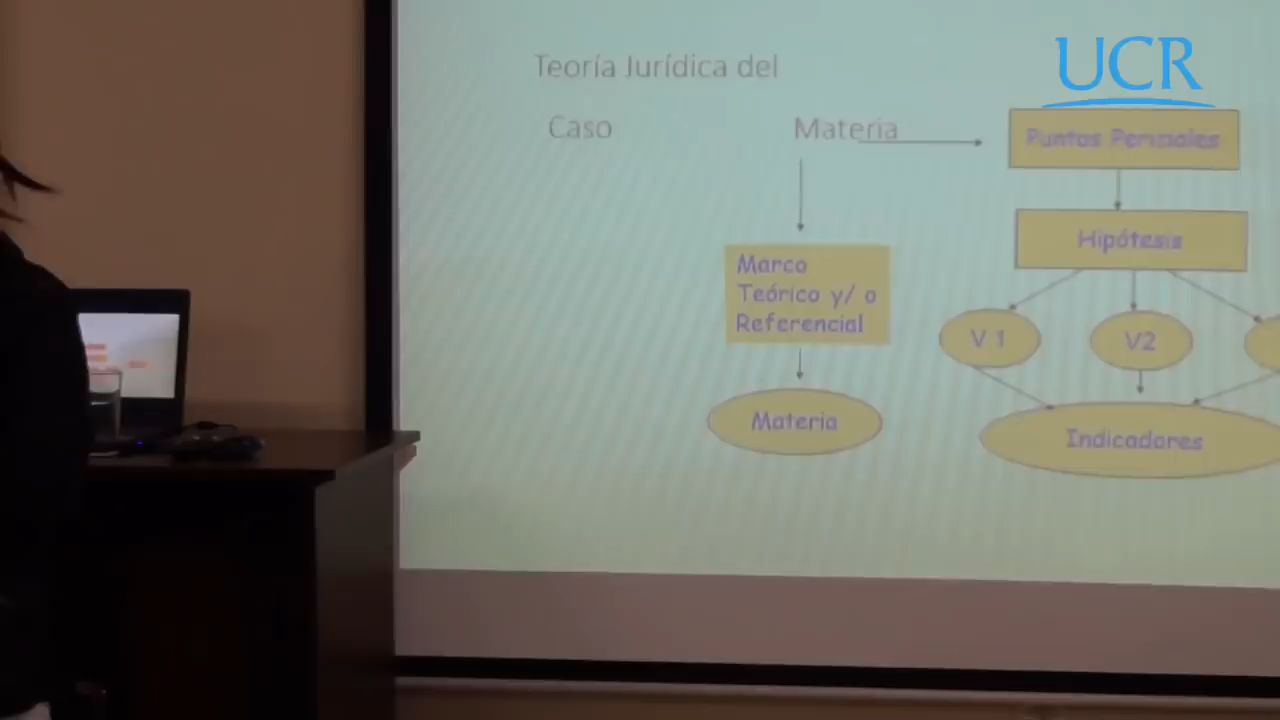 Teoría Jurídica del
Caso
Materia
UCR
Puntos Periciales
Hipótesis
Marco
Teórico y/ o
Referencial
V 1
V2
Materia
Indicadores